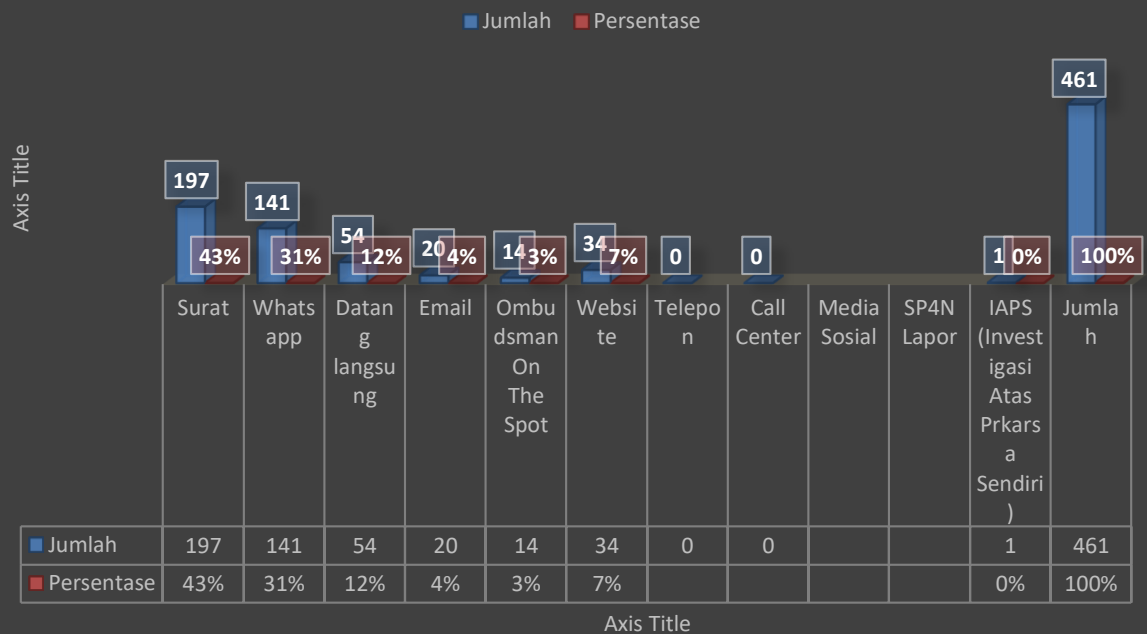 Jumlah Persentase
Axis Title
461
197
141
54
20
14
34
0
0
1
43%
31%
12%
4%
3%
7%
0%
100%
Surat
Whats
app
Datan
g
langsu
ng
Email
Ombu
dsman
On
The
Spot
Websi
te
Telepo
n
Call
Center
Media
Sosial
SP4N
Lapor
IAPS
(Invest
igasi
Atas
Prkars
a
Sendiri
)
Jumla
h
Jumlah 197 141 54 20 14 34 0 0 1 461
Persentase 43% 31% 12% 4% 3% 7% 0% 100%
Axis Title